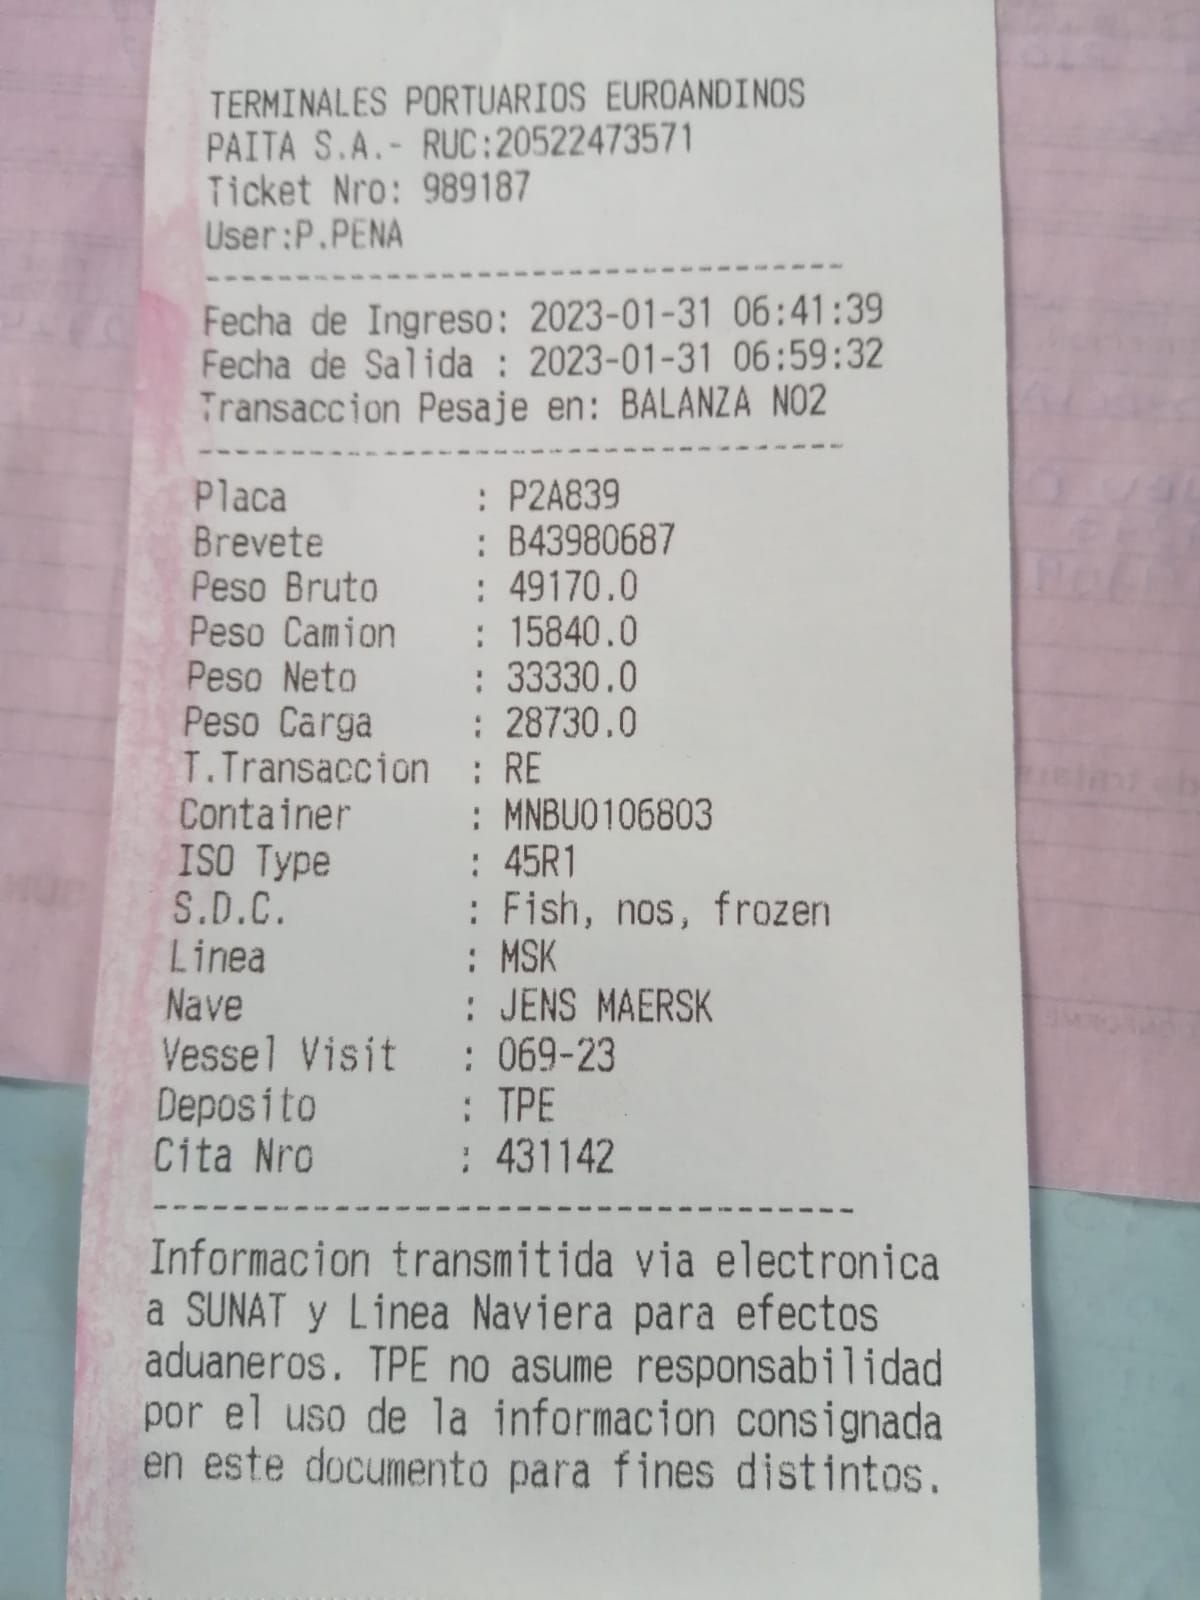 TERMINALES PORTUARIOS EUROANDINOS
PAITA S.A.- RUC:20522473571
Ticket Nro: 989187
User:P.PENA
Fecha de Ingreso: 2023-01-31 06:41:39
Fecha de Salida : 2023-01-31 06:59:32
Transaccion Pesaje en: BALANZA NO2
Placa : P2A839
Brevete : B43980687
Peso Bruto : 49170.0
Peso Camion : 15840.0
Peso Neto : 33330.0
Peso Carga : 28730.0
T.Transaccion : RE
Container : MNBU0106803
ISO Type : 45R1
S.D.C. : Fish, nos, frozen
Linea : MSK
Nave : JENS MAERSK
Vessel Visit : 069-23
Deposito : TPE
Cita Nro : 431142
Informacion transmitida via electronica
a SUNAT y Linea Naviera para efectos
aduaneros. TPE no asume responsabilidad
por el uso de la informacion consignada
en este documento para fines distintos.